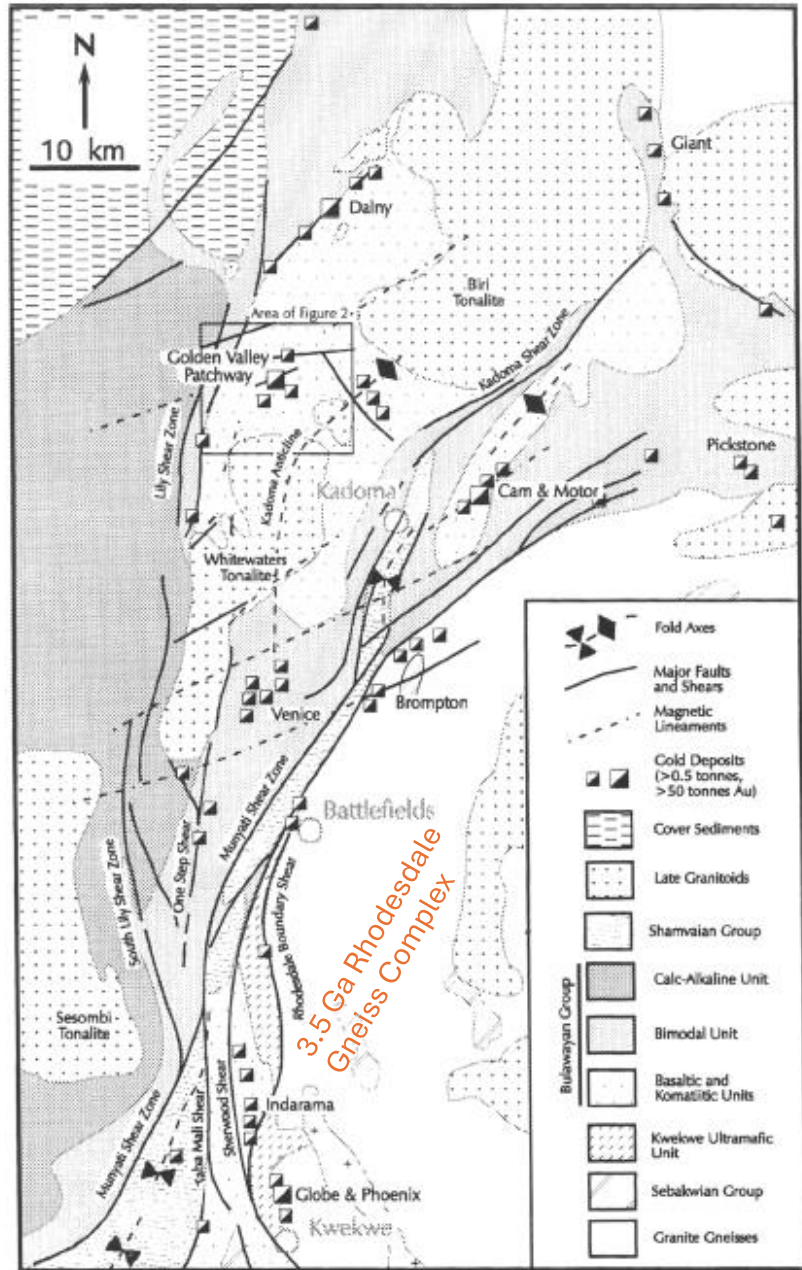 N
10 km
Giant
Dalny
Biri
Tonalite
Area of Figure 2
Golden Valley
Patchway
Kadoma Shear Zone
Lily Shear Zone
Kadoma Anticline
Pickstone
Kadoma
Cam & Motor
Whitewaters
Tonalite
Venice
Brompton
Munyati Shear Zone
Battlefields
South Lily Shear Zone
One Step Shear
Rhodesdale Boundary Shear
3.5 Ga Rhodesdale
Gneiss Complex
Sesombi
Tonalite
Munyati Shear Zone
Taba Mali Shear
Sherwood Shear
Indarama
Globe & Phoenix
Kwekwe
Fold Axes
Major Faults
and Shears
Magnetic
Lineaments
Gold Deposits
(>0.5 tonnes,
>50 tonnes Au)
Cover Sediments
Late Granitoids
Shamvaian Group
Bulawayan Group
Calc-Alkaline Unit
Bimodal Unit
Basaltic and
Komatiitic Units
Kwekwe Ultramafic
Unit
Sebakwian Group
Granite Gneisses